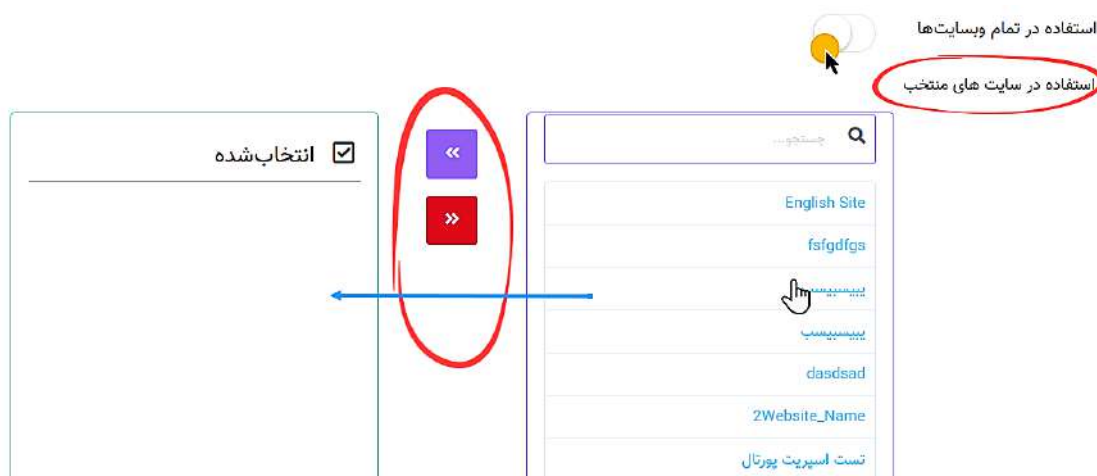 استفاده در تمام وبسایت‌ها
استفاده در سایت های منتخب
جستجو...
English Site
fsfgdfgs
یبیسبیسب
dasdsad
2Website_Name
تست اسپریت پورتال
انتخاب‌شده